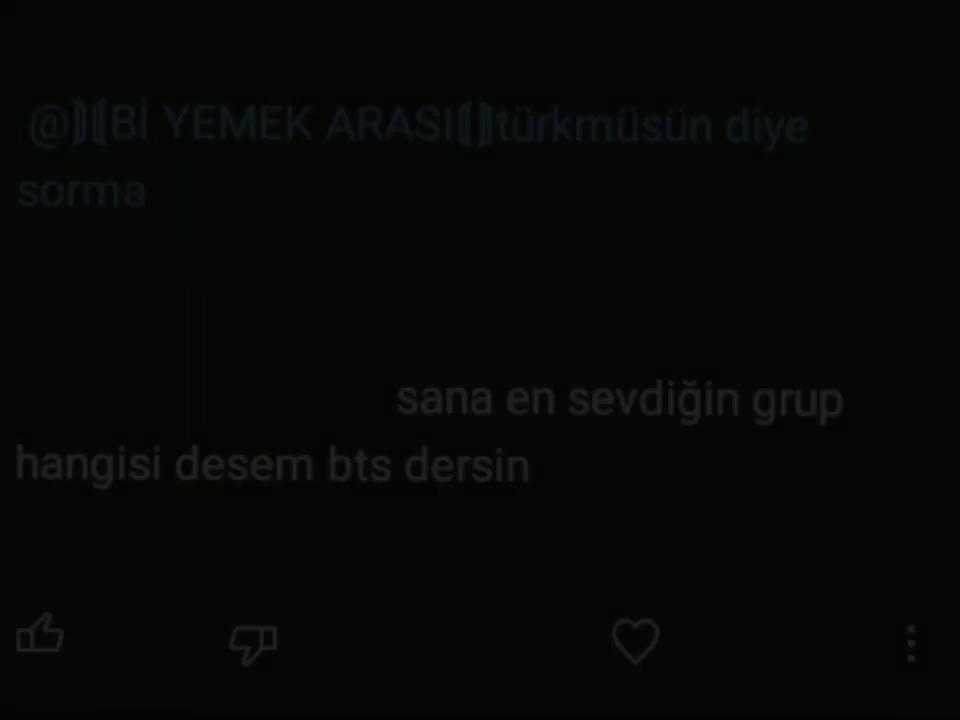 @⟫⟪Bİ YEMEK ARASI⟪⟫türkmüsün diye
sorma
sana en sevdiğin grup
hangisi desem bts dersin